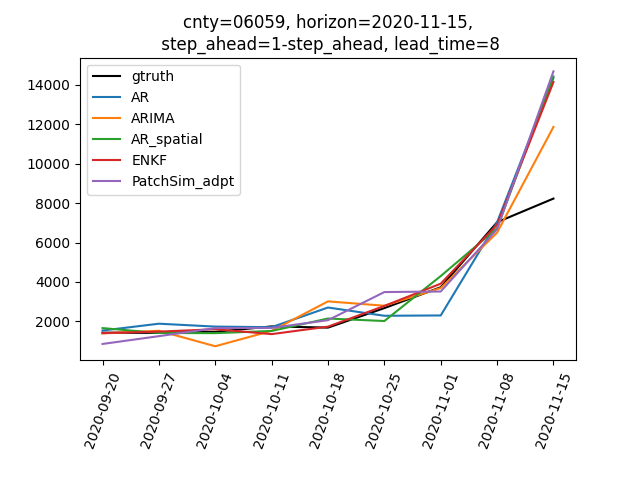 cnty=06059, horizon=2020-11-15,
step_ahead=1-step_ahead, lead_time=8
14000
12000
10000
8000
6000
4000
2000
gtruth
AR
ARIMA
AR_spatial
ENKF
PatchSim_adpt
2020-09-20
2020-09-27
2020-10-04
2020-10-11
2020-10-18
2020-10-25
2020-11-01
2020-11-08
2020-11-15